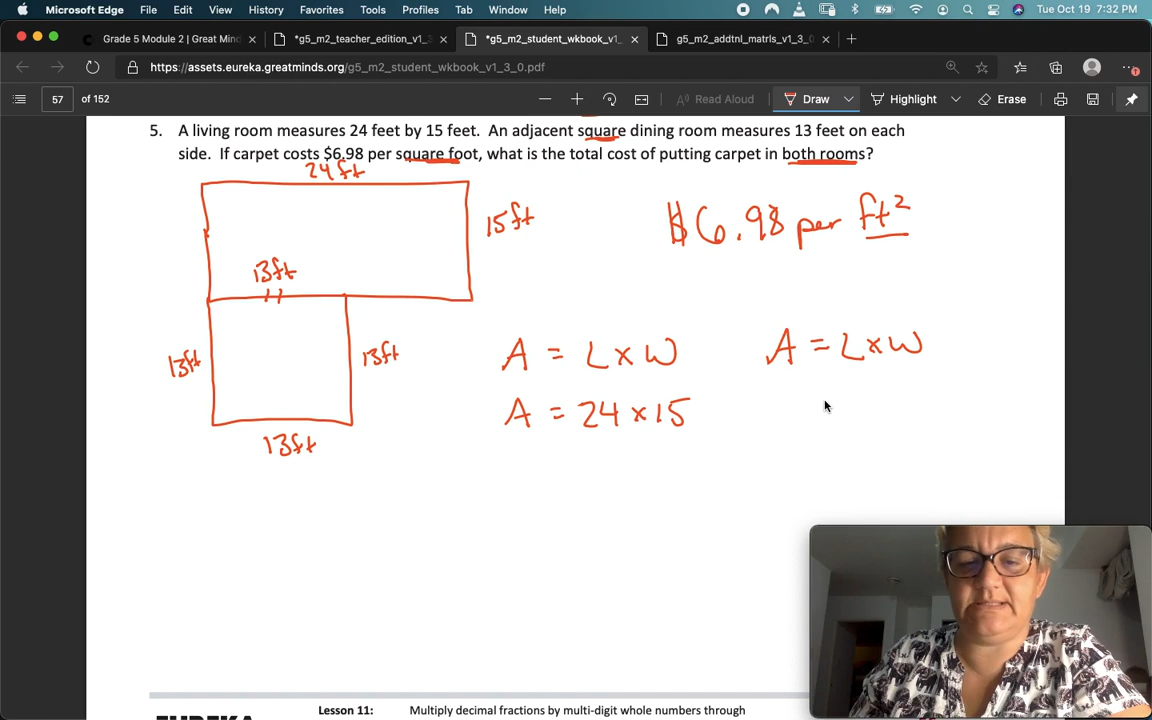 Microsoft Edge File Edit View History Favorites Tools Profiles Tab Window Help Tue Oct 19 7:32 PM
Grade 5 Module 2 | Great Mind *g5_m2_teacher_edition_v1_3 *g5_m2_student_wkbook_v1_ g5_m2_addtnl_matrls_v1_3_0
https://assets.eureka.greatminds.org/g5_m2_student_wkbook_v1_3_0.pdf
57 of 152 Read Aloud Draw Highlight Erase
5. A living room measures 24 feet by 15 feet. An adjacent square dining room measures 13 feet on each
side. If carpet costs $6.98 per square foot, what is the total cost of putting carpet in both rooms?
24ft
15ft
$6.98 per ft²
13ft
13ft
13ft
13ft
A = L x W
A = 24 x 15
A = L x W
Lesson 11: Multiply decimal fractions by multi-digit whole numbers through
EUREKA